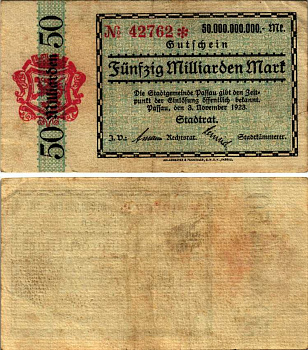 50 Milliarden 50
№ 42762 * 50.000.000.000,- Mk.
Gutschein
Fünfzig Milliarden Mark
Die Stadtgemeinde Passau gibt den Zeit-
punkt der Einlösung öffentlich bekannt.
Passau, den 3. November 1923.
Stadtrat.
I. V.: Rechtsrat. Stadtkämmerer.